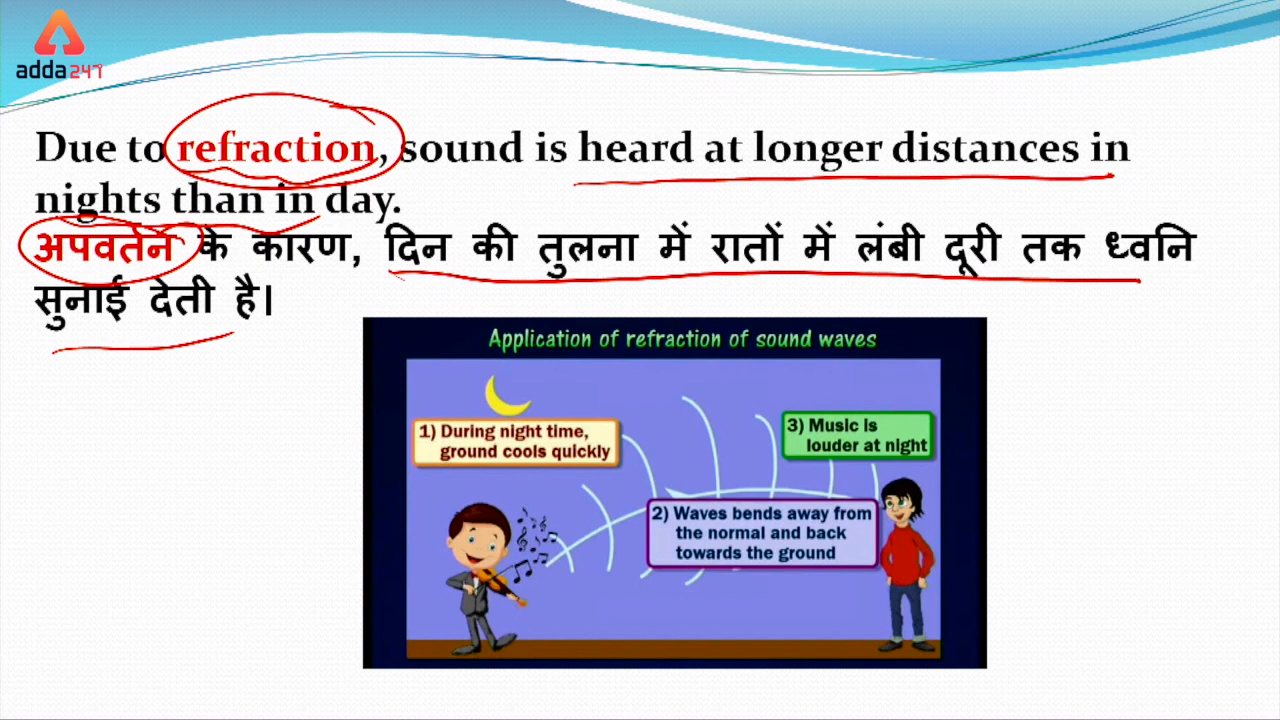 adda247
Due to refraction, sound is heard at longer distances in
nights than in day.
अपवर्तन के कारण, दिन की तुलना में रातों में लंबी दूरी तक ध्वनि
सुनाई देती है।
Application of refraction of sound waves
1) During night time,
ground cools quickly
3) Music is
louder at night
2) Waves bends away from
the normal and back
towards the ground